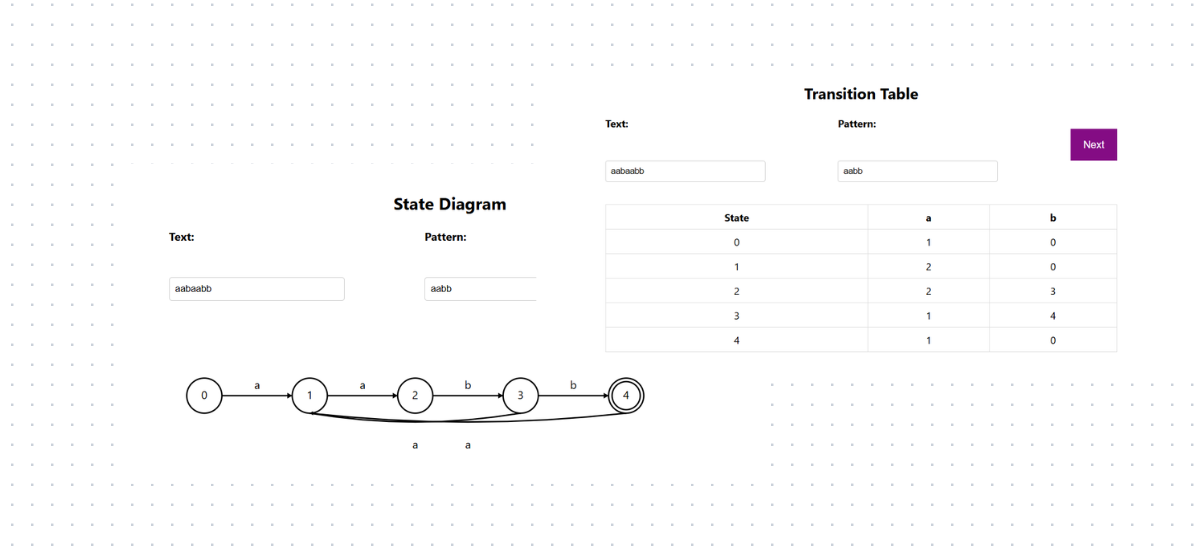 State Diagram
Text:
Pattern:
aabaabb
aabb
0
a
1
a
2
b
3
b
4
a
a
Transition Table
Text:
Pattern:
Next
aabaabb
aabb
State a b
0 1 0
1 2 0
2 2 3
3 1 4
4 1 0